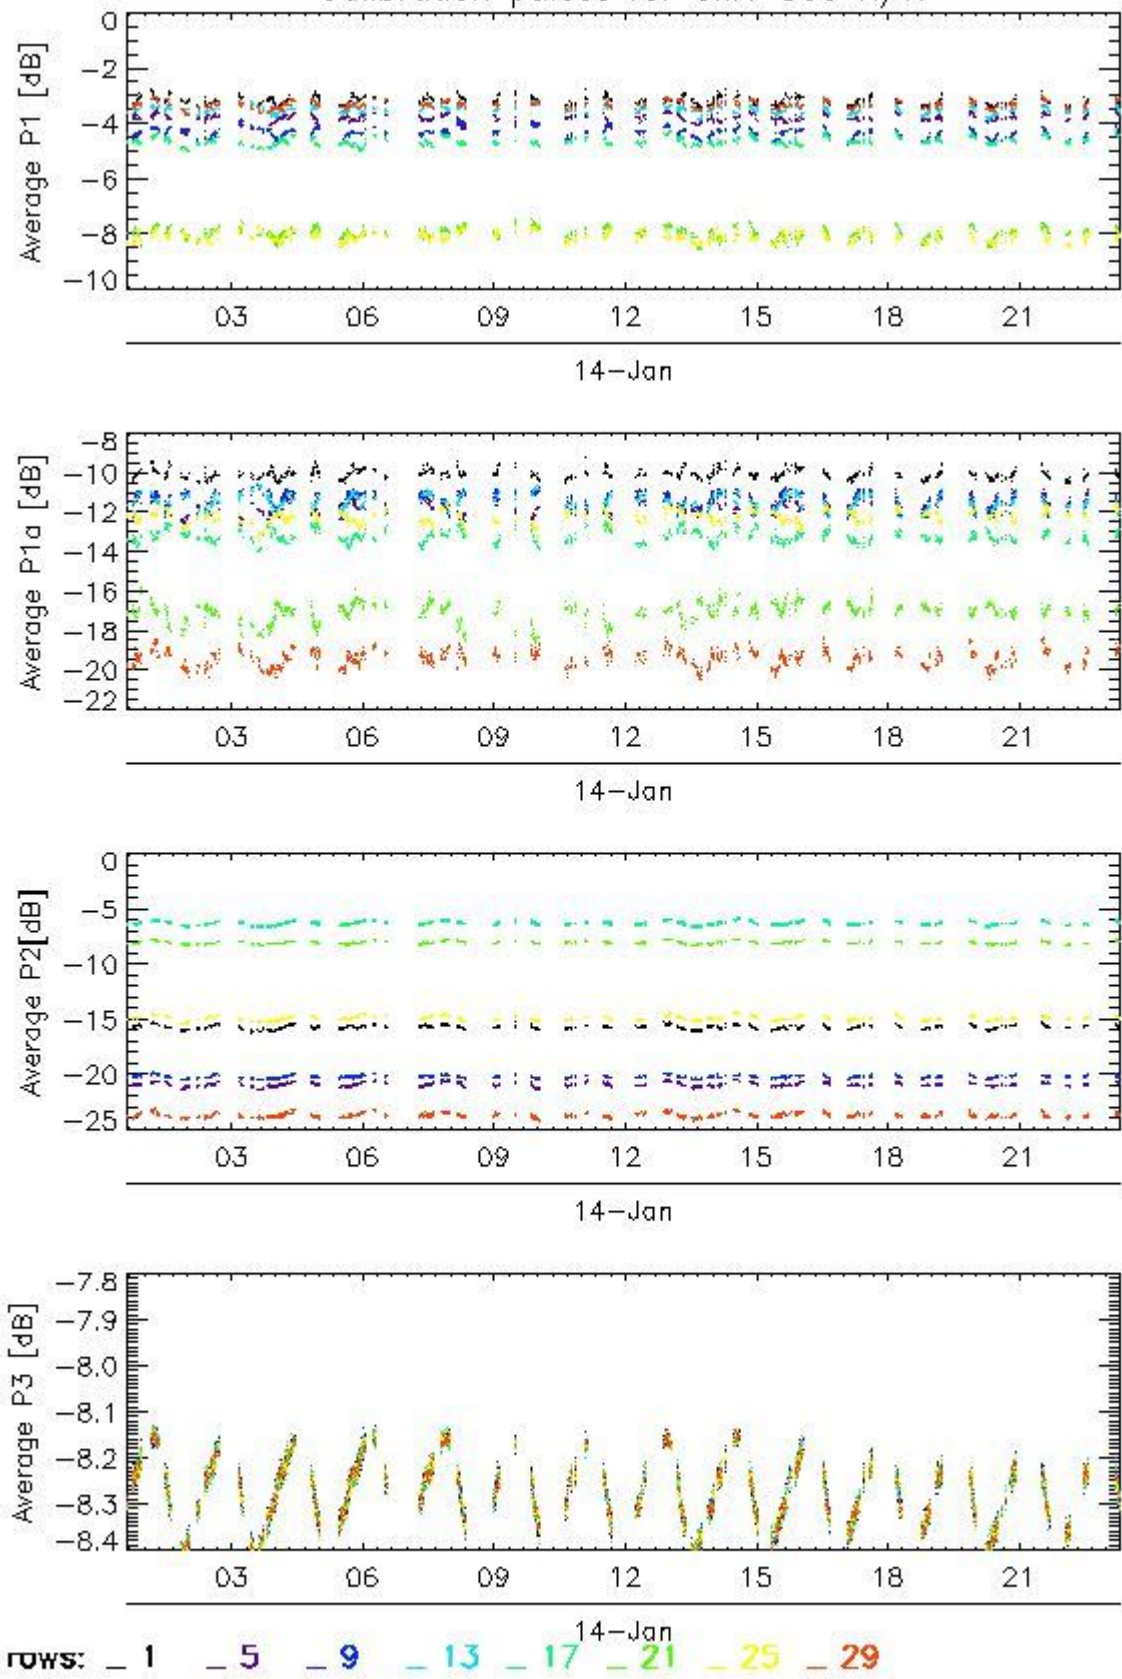 Average P1 [dB]
0
−2
−4
−6
−8
−10
03 06 09 12 15 18 21
14−Jan
Average P1a [dB]
−8
−10
−12
−14
−16
−18
−20
−22
03 06 09 12 15 18 21
14−Jan
Average P2[dB]
0
−5
−10
−15
−20
−25
03 06 09 12 15 18 21
14−Jan
Average P3 [dB]
−7.8
−7.9
−8.0
−8.1
−8.2
−8.3
−8.4
03 06 09 12 15 18 21
14−Jan
rows: _ 1 _ 5 _ 9 _ 13 _ 17 _ 21 _ 25 _ 29